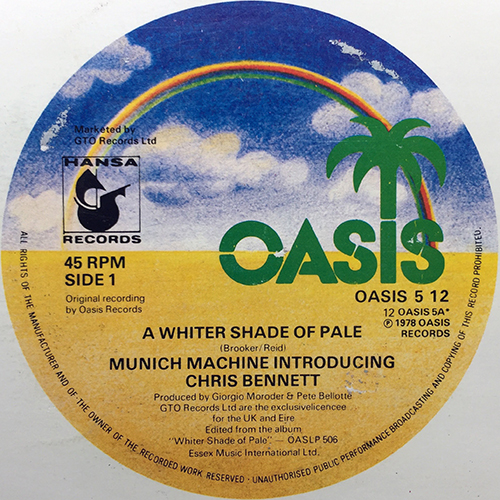 Marketed by
GTO Records Ltd
HANSA
RECORDS
OASIS
45 RPM
SIDE 1
OASIS 5 12
Original recording
by Oasis Records
12 OASIS 5A*
℗ 1978 OASIS
RECORDS
A WHITER SHADE OF PALE
(Brooker/Reid)
MUNICH MACHINE INTRODUCING
CHRIS BENNETT
Produced by Giorgio Moroder & Pete Bellotte
GTO Records Ltd are the exclusivelicencee
for the UK and Eire
Edited from the album
"Whiter Shade of Pale" — OASLP 506
Essex Music International Ltd.
ALL RIGHTS OF THE MANUFACTURER AND OF THE OWNER OF THE RECORDED WORK RESERVED - UNAUTHORISED PUBLIC PERFORMANCE BROADCASTING AND COPYING OF THIS RECORD PROHIBITED.